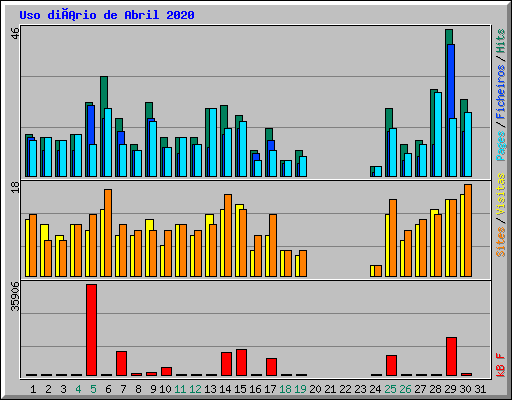 Uso diÃ¡rio de Abril 2020
46
18
35906
Pages / Ficheiros / Hits
Sites / Visitas
kB F
1 2 3 4 5 6 7 8 9 10 11 12 13 14 15 16 17 18 19 20 21 22 23 24 25 26 27 28 29 30 31